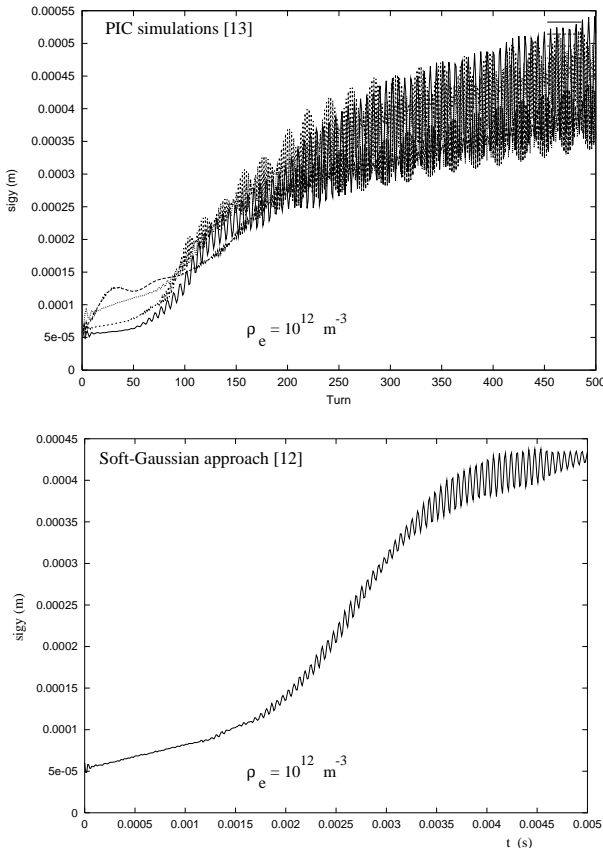 0.00055
PIC simulations [13]
0.0005
0.00045
0.0004
0.00035
0.0003
sigy (m)
0.00025
0.0002
0.00015
0.0001
ρe = 10^12 m^-3
5e-05
0
0 50 100 150 200 250 300 350 400 450 500
Turn
0.00045
Soft-Gaussian approach [12]
0.0004
0.00035
0.0003
0.00025
sigy (m)
0.0002
0.00015
0.0001
ρe = 10^12 m^-3
5e-05
0
0 0.0005 0.001 0.0015 0.002 0.0025 0.003 0.0035 0.004 0.0045 0.005
t (s)